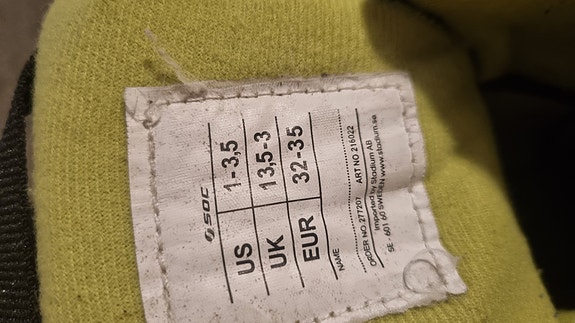 SOC
US 1-3,5
UK 13,5-3
EUR 32-35
NAME
ORDER NO.277207 ART NO 216022
Imported by Stadium AB
SE - 601 60 SWEDEN www.stadium.se